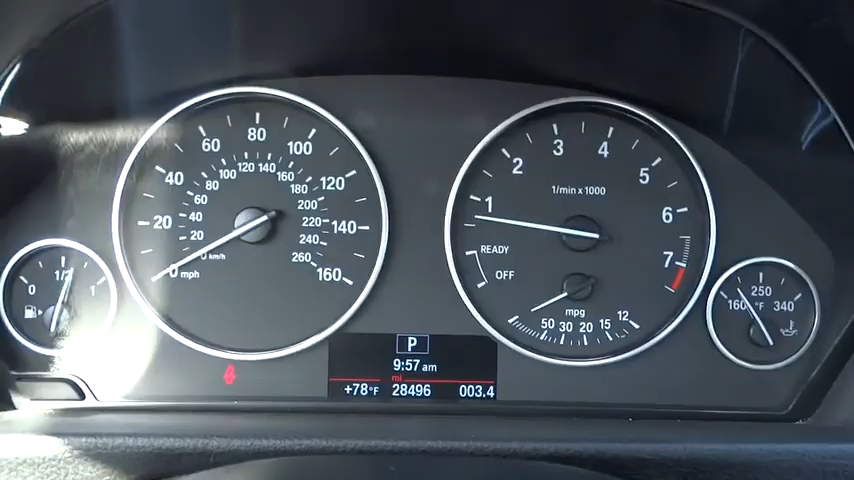 0 1/2 1
0 20 40 60 80 100 120 140 160
mph
0 20 40 60 80 100 120 140 160 180 200 220 240 260
km/h
1 2 3 4 5 6 7
1/min x 1000
READY
OFF
mpg
50 30 20 15 12
160 250 340
°F
P
9:57 am
mi
+78°F 28496 003.4